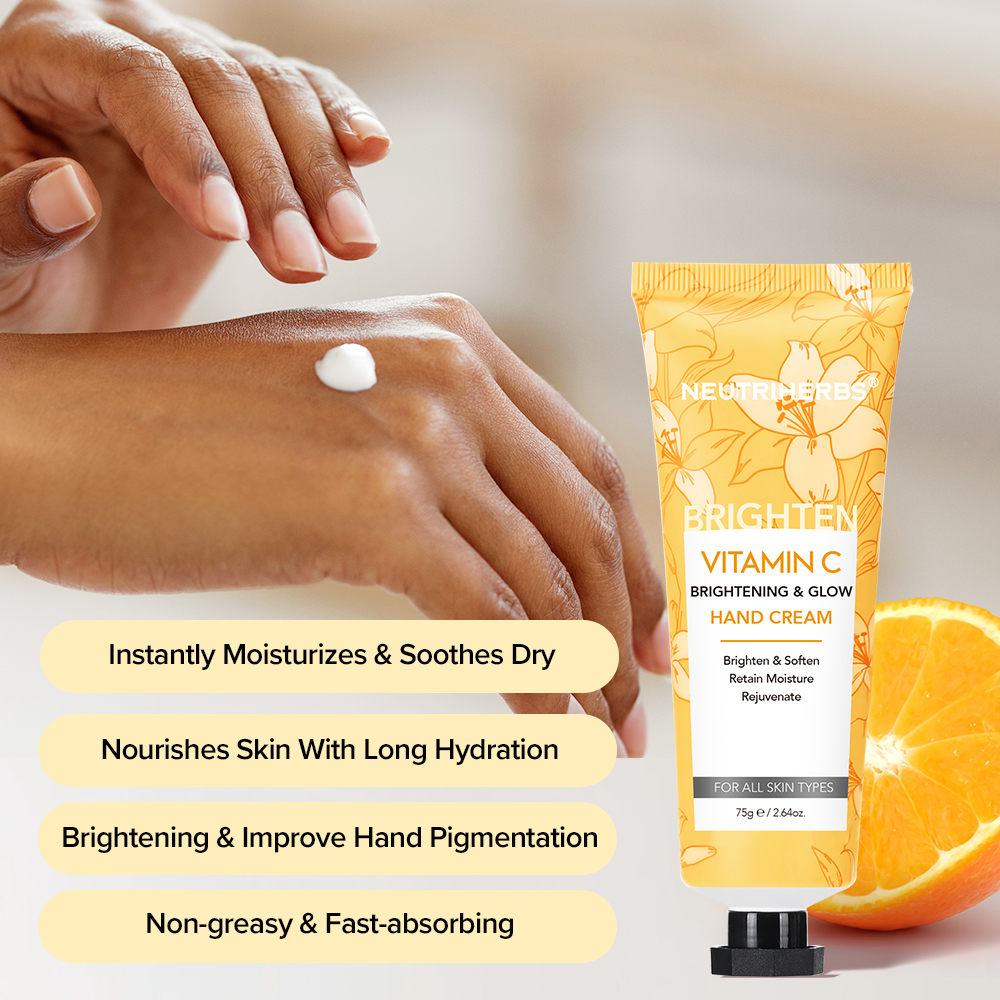 NEUTRIHERBS®
BRIGHTEN
VITAMIN C
BRIGHTENING & GLOW
HAND CREAM
Brighten & Soften
Retain Moisture
Rejuvenate
FOR ALL SKIN TYPES
75g ℮ / 2.64oz.
Instantly Moisturizes & Soothes Dry
Nourishes Skin With Long Hydration
Brightening & Improve Hand Pigmentation
Non-greasy & Fast-absorbing